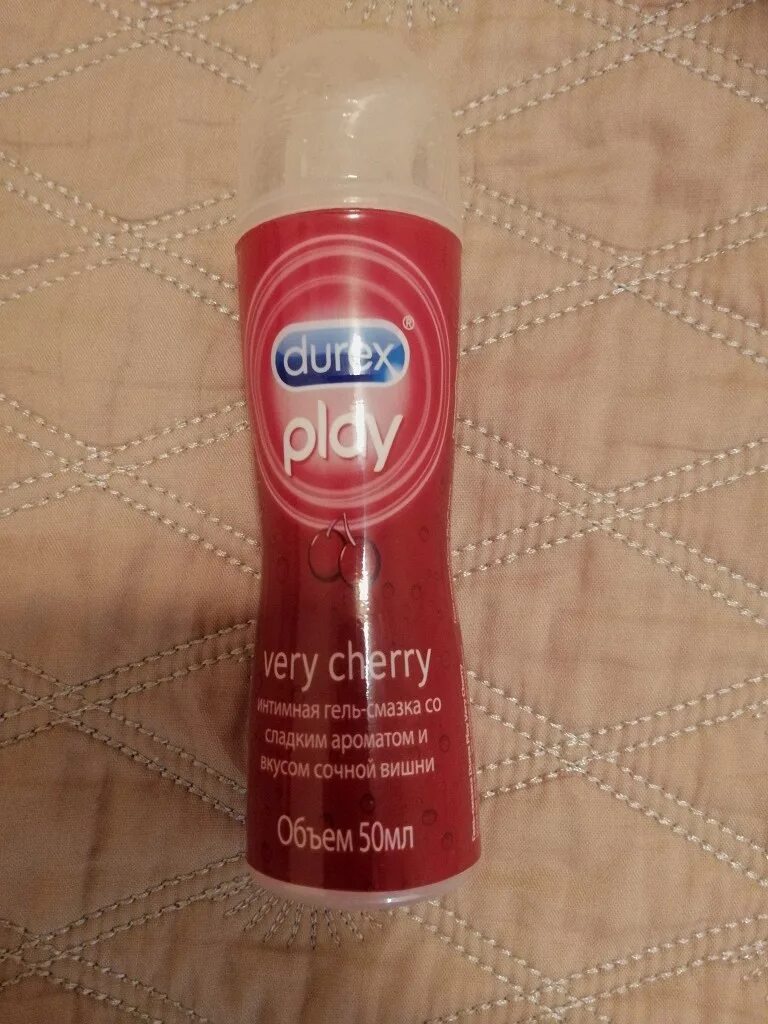 durex®
play
very cherry
интимная гель-смазка со
сладким ароматом и
вкусом сочной вишни
Объем 50мл